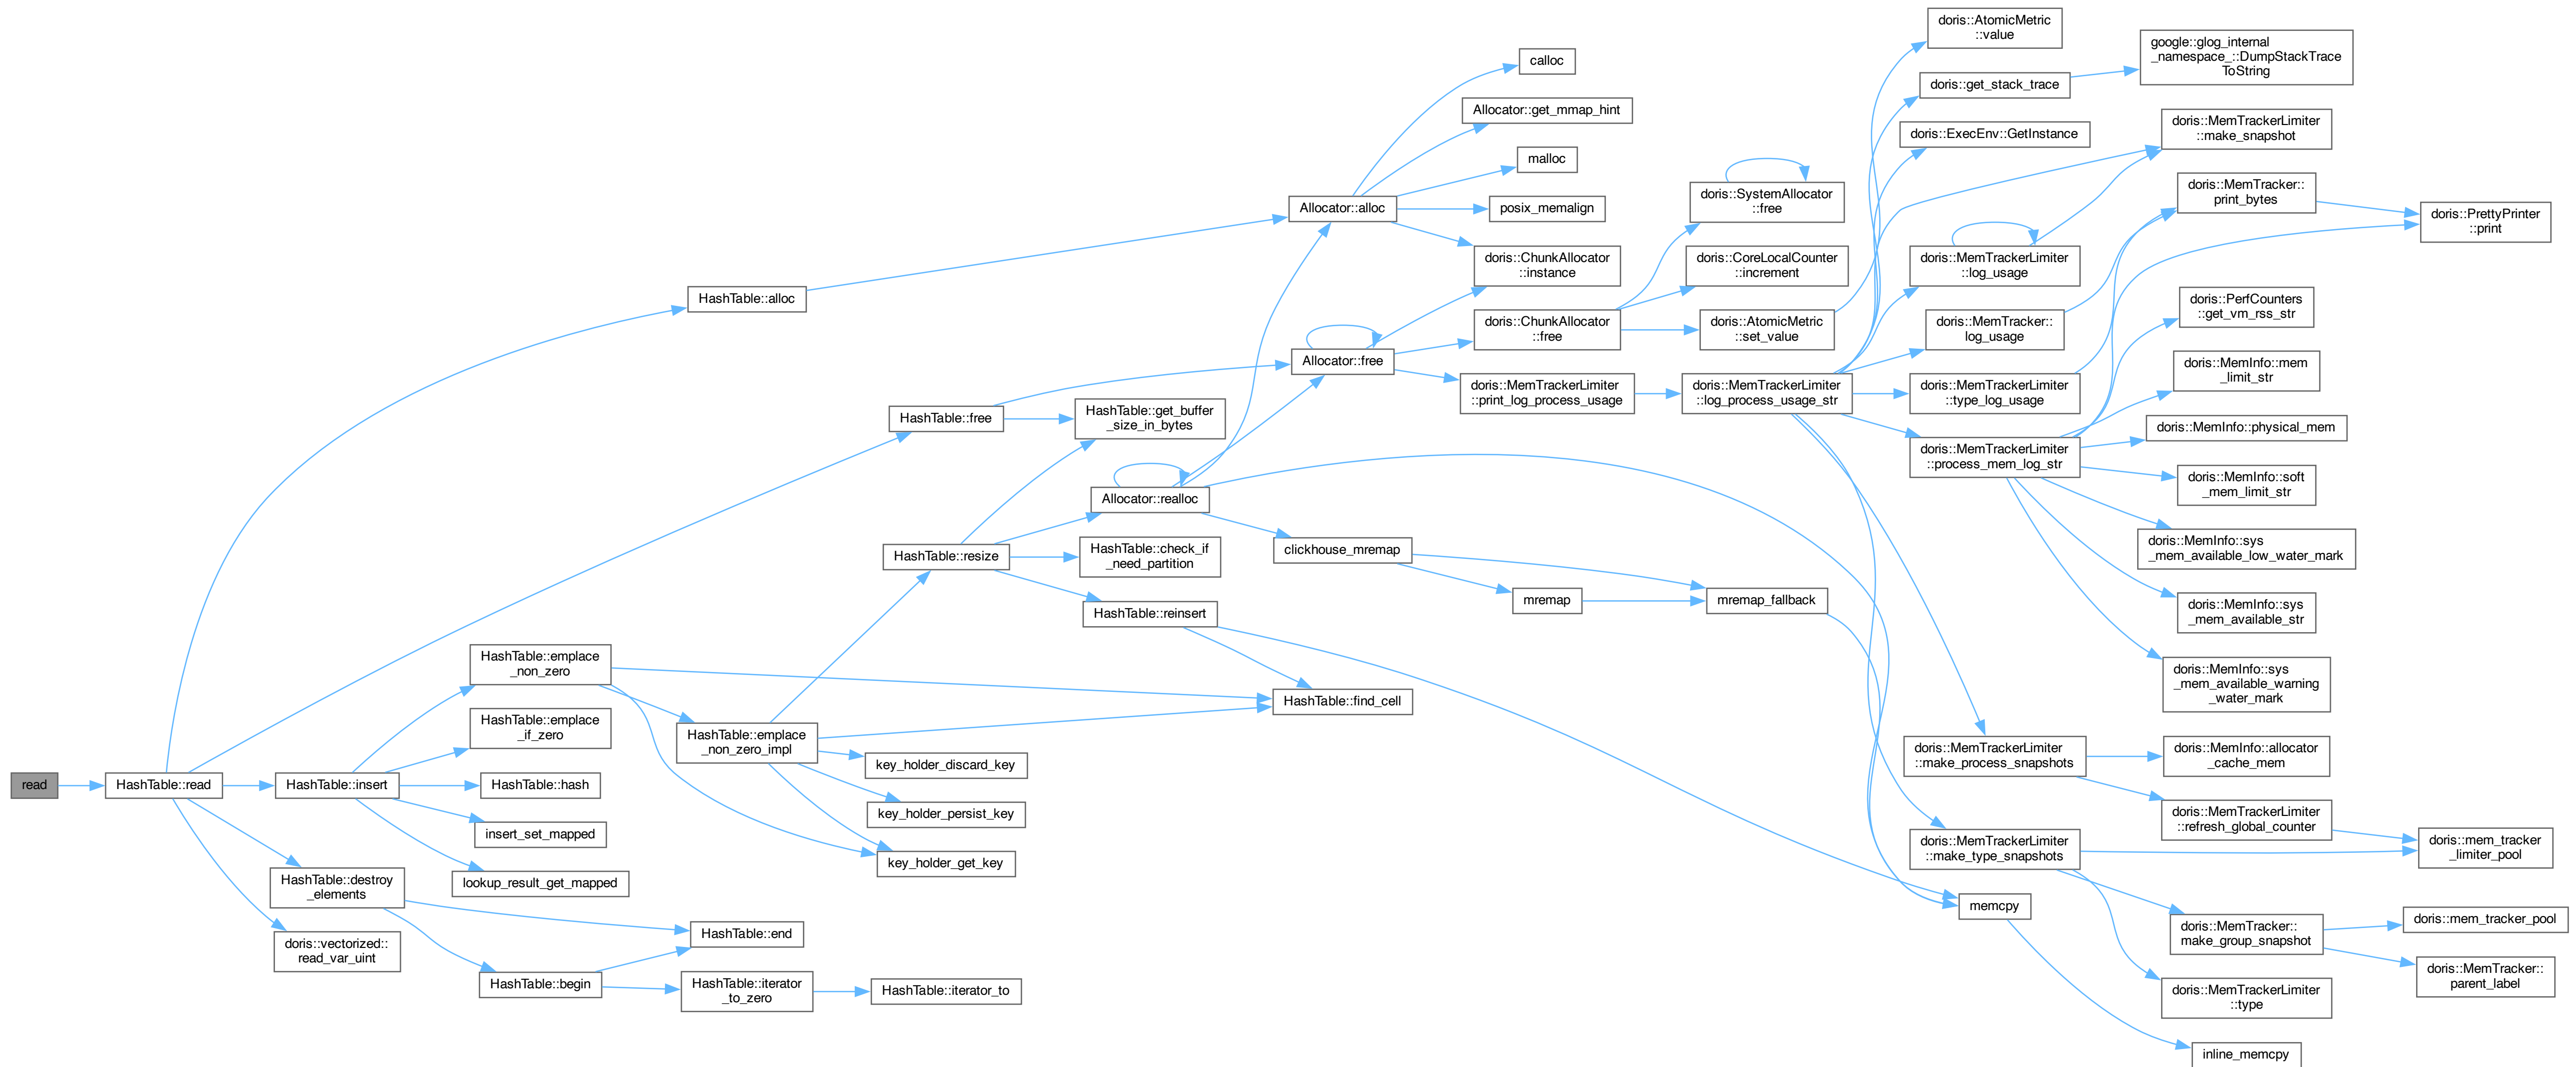 read
HashTable::read
HashTable::alloc
HashTable::free
HashTable::insert
HashTable::destroy
_elements
doris::vectorized::
read_var_uint
HashTable::emplace
_non_zero
HashTable::emplace
_if_zero
HashTable::hash
insert_set_mapped
lookup_result_get_mapped
HashTable::begin
HashTable::end
HashTable::iterator
_to_zero
HashTable::iterator_to
HashTable::emplace
_non_zero_impl
key_holder_discard_key
key_holder_persist_key
key_holder_get_key
HashTable::resize
HashTable::get_buffer
_size_in_bytes
Allocator::realloc
HashTable::check_if
_need_partition
HashTable::reinsert
HashTable::find_cell
clickhouse_mremap
mremap
mremap_fallback
Allocator::alloc
Allocator::free
calloc
Allocator::get_mmap_hint
malloc
posix_memalign
doris::ChunkAllocator
::instance
doris::ChunkAllocator
::free
doris::MemTrackerLimiter
::print_log_process_usage
doris::SystemAllocator
::free
doris::CoreLocalCounter
::increment
doris::AtomicMetric
::set_value
doris::MemTrackerLimiter
::log_process_usage_str
doris::AtomicMetric
::value
doris::get_stack_trace
doris::ExecEnv::GetInstance
doris::MemTrackerLimiter
::log_usage
doris::MemTracker::
log_usage
doris::MemTrackerLimiter
::type_log_usage
doris::MemTrackerLimiter
::process_mem_log_str
doris::MemTrackerLimiter
::make_process_snapshots
doris::MemTrackerLimiter
::make_type_snapshots
memcpy
google::glog_internal
_namespace_::DumpStackTrace
ToString
doris::MemTrackerLimiter
::make_snapshot
doris::MemTracker::
print_bytes
doris::PrettyPrinter
::print
doris::PerfCounters
::get_vm_rss_str
doris::MemInfo::mem
_limit_str
doris::MemInfo::physical_mem
doris::MemInfo::soft
_mem_limit_str
doris::MemInfo::sys
_mem_available_low_water_mark
doris::MemInfo::sys
_mem_available_str
doris::MemInfo::sys
_mem_available_warning
_water_mark
doris::MemInfo::allocator
_cache_mem
doris::MemTrackerLimiter
::refresh_global_counter
doris::mem_tracker
_limiter_pool
doris::MemTracker::
make_group_snapshot
doris::mem_tracker_pool
doris::MemTracker::
parent_label
doris::MemTrackerLimiter
::type
inline_memcpy